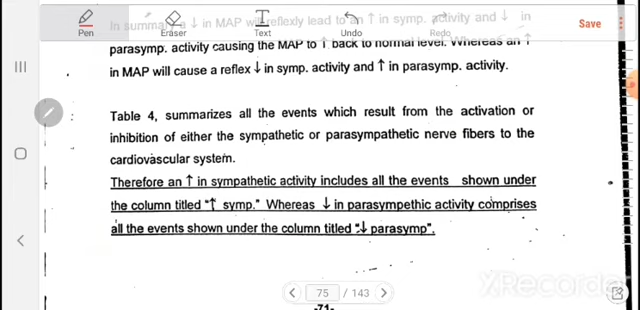 Pen
Eraser
Text
Undo
Redo
Save
In summary a ↓ in MAP will reflexly lead to an ↑ in symp. activity and ↓ in
parasymp. activity causing the MAP to ↑ back to normal level. Whereas an ↑
in MAP will cause a reflex ↓ in symp. activity and ↑ in parasymp. activity.
Table 4, summarizes all the events which result from the activation or
inhibition of either the sympathetic or parasympathetic nerve fibers to the
cardiovascular system.
Therefore an ↑ in sympathetic activity includes all the events shown under
the column titled "↑ symp." Whereas ↓ in parasympethic activity comprises
all the events shown under the column titled "↓ parasymp".
75 / 143
-71-
XRecorder